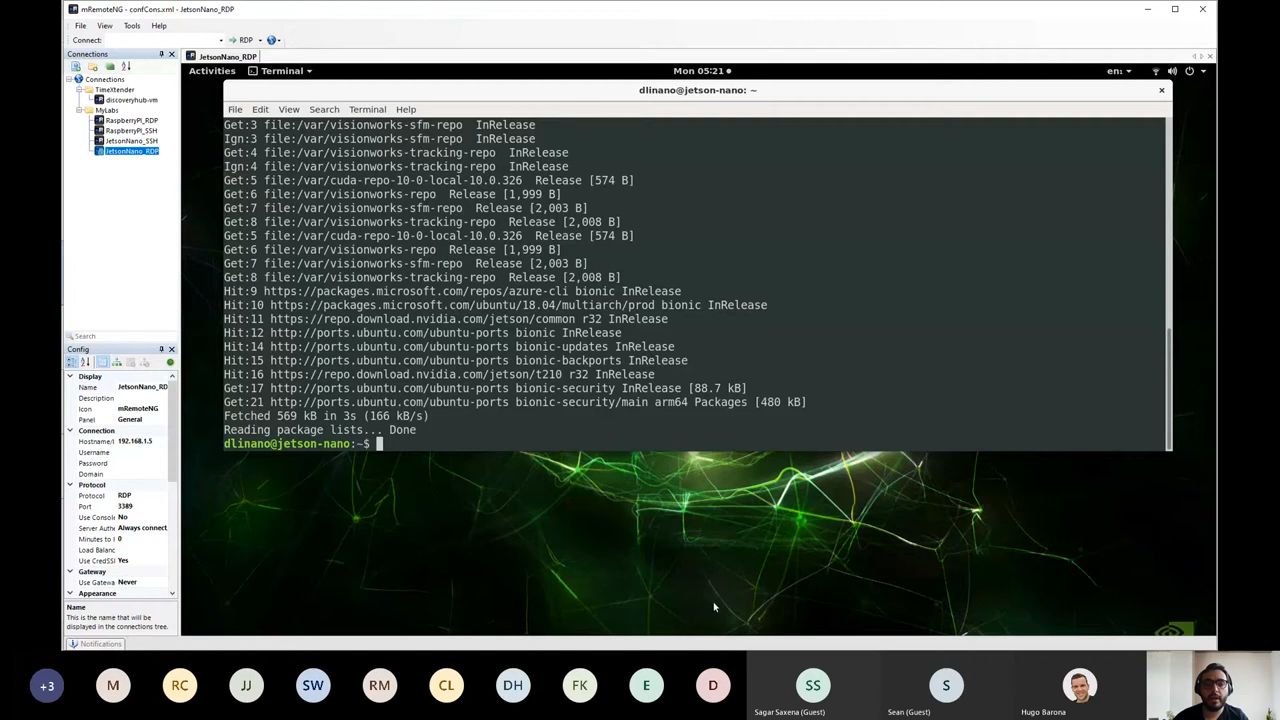 mRemoteNG - confCons.xml - JetsonNano_RDP
File View Tools Help
Connect: RDP
Connections
JetsonNano_RDP
Activities Terminal Mon 05:21 en₁
Connections
TimeXtender
discoveryhub-vm
MyLabs
RaspberryPi_RDP
RaspberryPi_SSH
JetsonNano_SSH
JetsonNano_RDP
Search
Config
Display
Name JetsonNano_RD
Description
Icon mRemoteNG
Panel General
Connection
Hostname/I 192.168.1.5
Username
Password
Domain
Protocol
Protocol RDP
Port 3389
Use Console No
Server Authe Always connect
Minutes to I 0
Load Balanc
Use CredSSI Yes
Gateway
Use Gatewa Never
Appearance
Name
This is the name that will be
displayed in the connections tree.
Notifications
dlinano@jetson-nano: ~
File Edit View Search Terminal Help
Get:3 file:/var/visionworks-sfm-repo InRelease
Ign:3 file:/var/visionworks-sfm-repo InRelease
Get:4 file:/var/visionworks-tracking-repo InRelease
Ign:4 file:/var/visionworks-tracking-repo InRelease
Get:5 file:/var/cuda-repo-10-0-local-10.0.326 Release [574 B]
Get:6 file:/var/visionworks-repo Release [1,999 B]
Get:7 file:/var/visionworks-sfm-repo Release [2,003 B]
Get:8 file:/var/visionworks-tracking-repo Release [2,008 B]
Get:5 file:/var/cuda-repo-10-0-local-10.0.326 Release [574 B]
Get:6 file:/var/visionworks-repo Release [1,999 B]
Get:7 file:/var/visionworks-sfm-repo Release [2,003 B]
Get:8 file:/var/visionworks-tracking-repo Release [2,008 B]
Hit:9 https://packages.microsoft.com/repos/azure-cli bionic InRelease
Hit:10 https://packages.microsoft.com/ubuntu/18.04/multiarch/prod bionic InRelease
Hit:11 https://repo.download.nvidia.com/jetson/common r32 InRelease
Hit:12 http://ports.ubuntu.com/ubuntu-ports bionic InRelease
Hit:14 http://ports.ubuntu.com/ubuntu-ports bionic-updates InRelease
Hit:15 http://ports.ubuntu.com/ubuntu-ports bionic-backports InRelease
Hit:16 https://repo.download.nvidia.com/jetson/t210 r32 InRelease
Get:17 http://ports.ubuntu.com/ubuntu-ports bionic-security InRelease [88.7 kB]
Get:21 http://ports.ubuntu.com/ubuntu-ports bionic-security/main arm64 Packages [480 kB]
Fetched 569 kB in 3s (166 kB/s)
Reading package lists... Done
dlinano@jetson-nano:~$
+3 M RC JJ SW RM CL DH FK E D SS S
Sagar Saxena (Guest) Sean (Guest) Hugo Barona